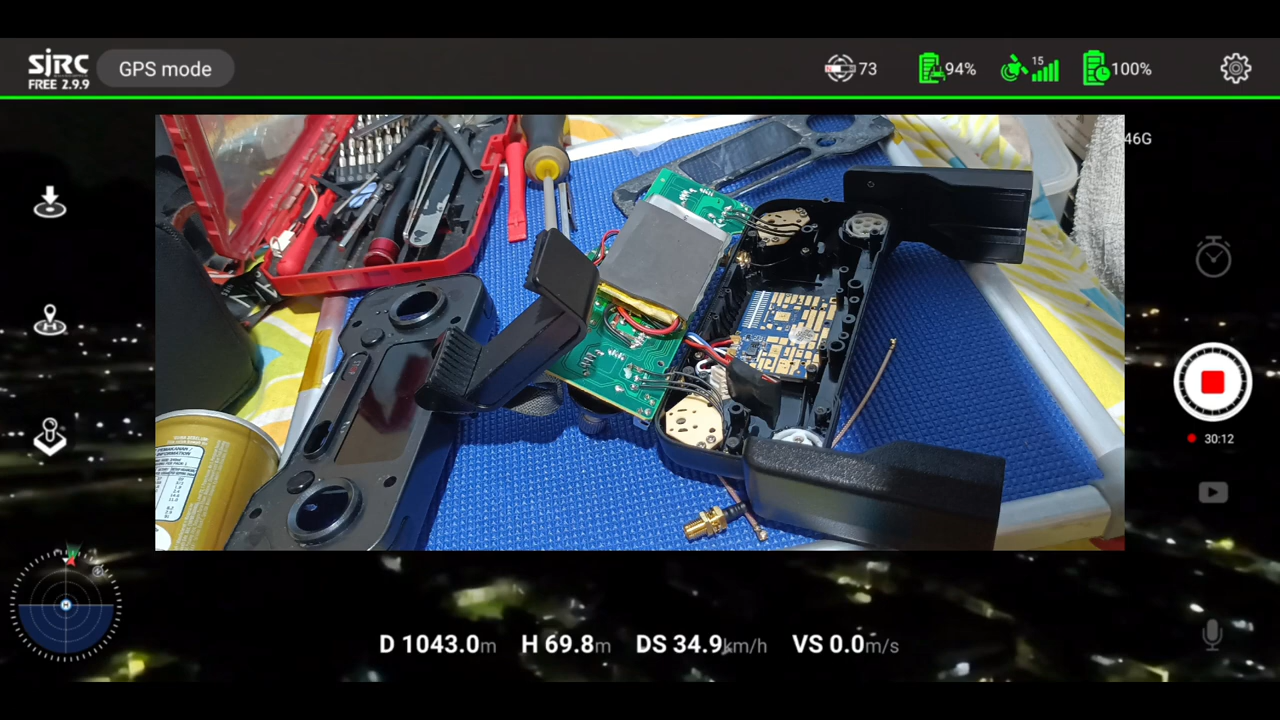 SJRC
FREE 2.9.9
GPS mode
73
94%
15
100%
46G
30:12
H
D 1043.0m H 69.8m DS 34.9km/h VS 0.0m/s